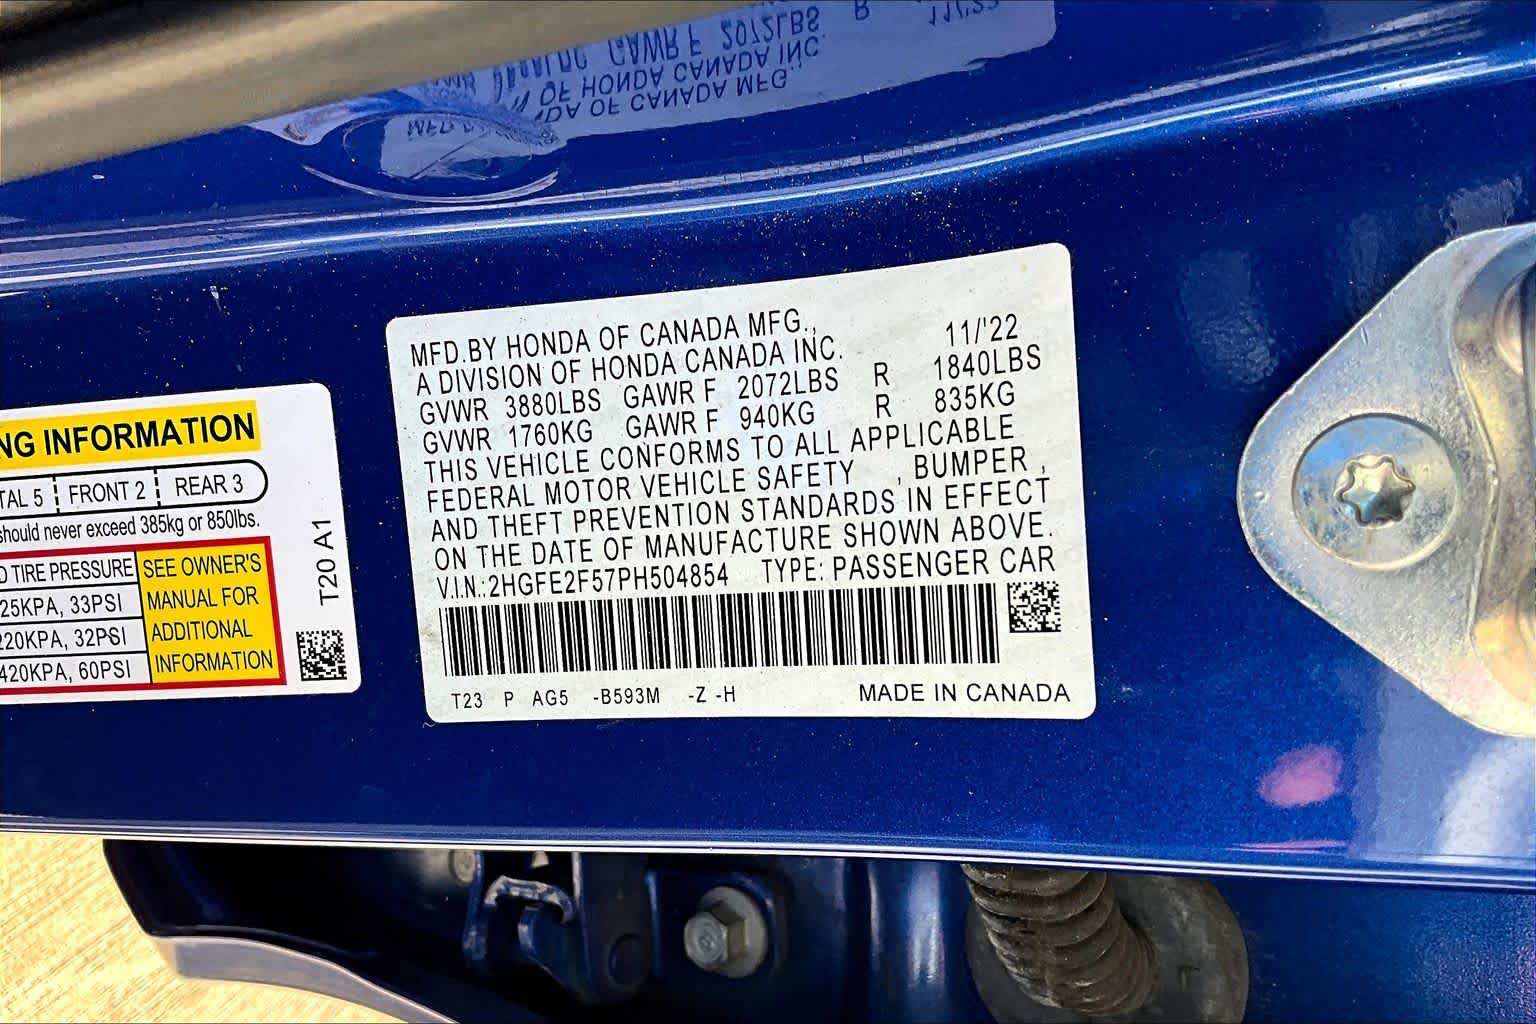 NG INFORMATION
TAL 5 FRONT 2 REAR 3
should never exceed 385kg or 850lbs.
TIRE PRESSURE
25KPA, 33PSI
220KPA, 32PSI
420KPA, 60PSI
SEE OWNER'S
MANUAL FOR
ADDITIONAL
INFORMATION
T20 A1
MFD.BY HONDA OF CANADA MFG., 11/'22
A DIVISION OF HONDA CANADA INC.
GVWR 3880LBS GAWR F 2072LBS R 1840LBS
GVWR 1760KG GAWR F 940KG R 835KG
THIS VEHICLE CONFORMS TO ALL APPLICABLE
FEDERAL MOTOR VEHICLE SAFETY , BUMPER ,
AND THEFT PREVENTION STANDARDS IN EFFECT
ON THE DATE OF MANUFACTURE SHOWN ABOVE.
V.I.N.:2HGFE2F57PH504854 TYPE: PASSENGER CAR
T23 P AG5 -B593M -Z -H MADE IN CANADA